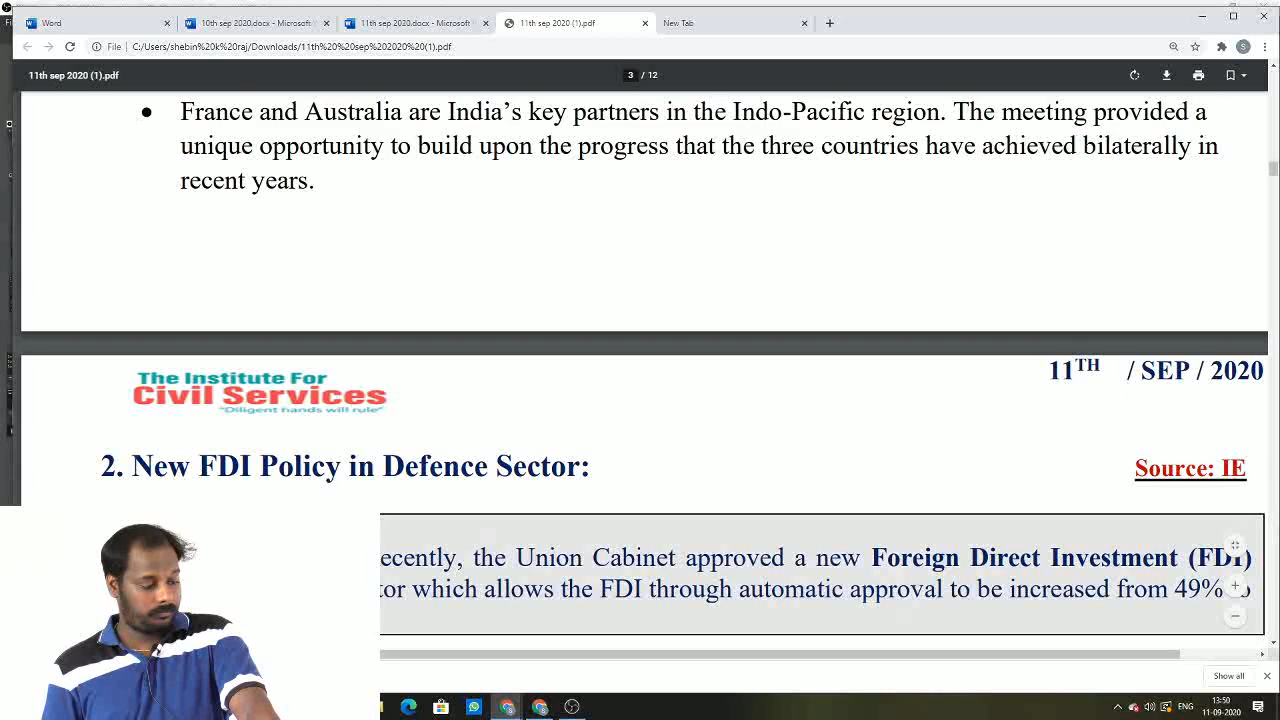 Word
10th sep 2020.docx - Microsoft
11th sep 2020.docx - Microsoft
11th sep 2020 (1).pdf
New Tab
File
C:/Users/shebin%20k%20raj/Downloads/11th%20%20sep%202020%20(1).pdf
S
11th sep 2020 (1).pdf
3 / 12
• France and Australia are India's key partners in the Indo-Pacific region. The meeting provided a
unique opportunity to build upon the progress that the three countries have achieved bilaterally in
recent years.
The Institute For
Civil Services
"Diligent hands will rule"
11TH / SEP / 2020
2. New FDI Policy in Defence Sector:
Source: IE
ecently, the Union Cabinet approved a new Foreign Direct Investment (FDI)
tor which allows the FDI through automatic approval to be increased from 49%
Show all
ENG
13:50
11-09-2020